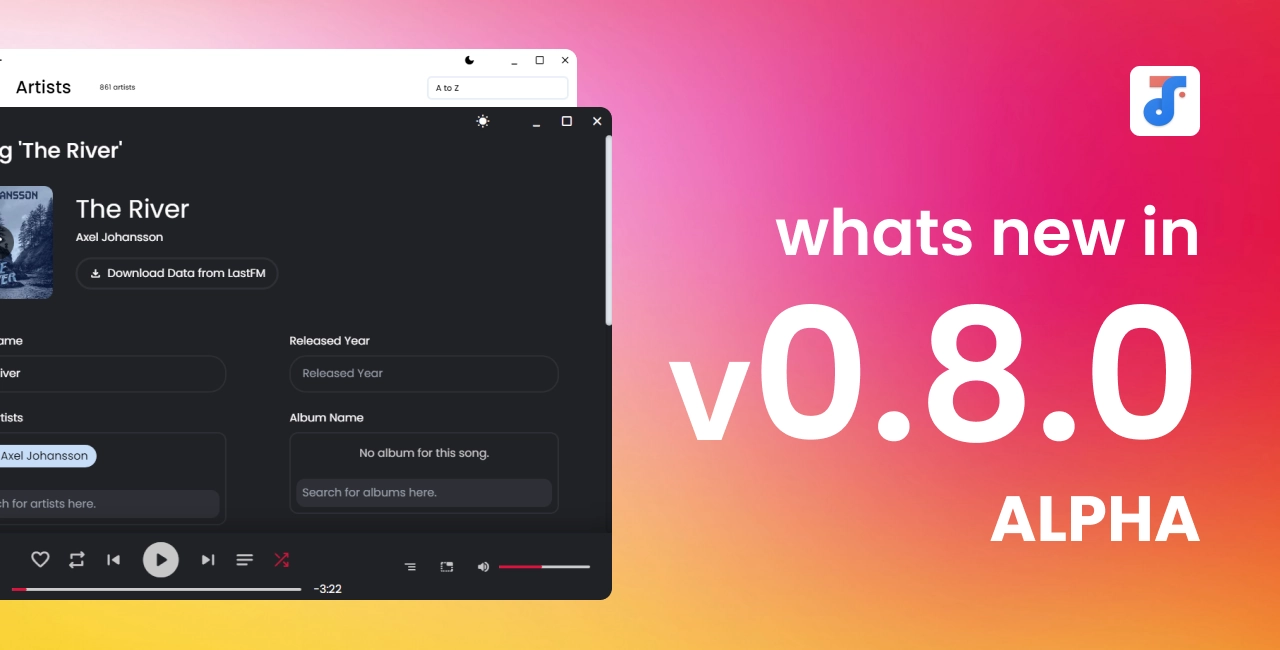 Artists
861 artists
A to Z
g 'The River'
ANSSON
The River
Axel Johansson
Download Data from LastFM
ame
Released Year
iver
Released Year
tists
Album Name
Axel Johansson
No album for this song.
ch for artists here.
Search for albums here.
-3:22
whats new in
v0.8.0
ALPHA